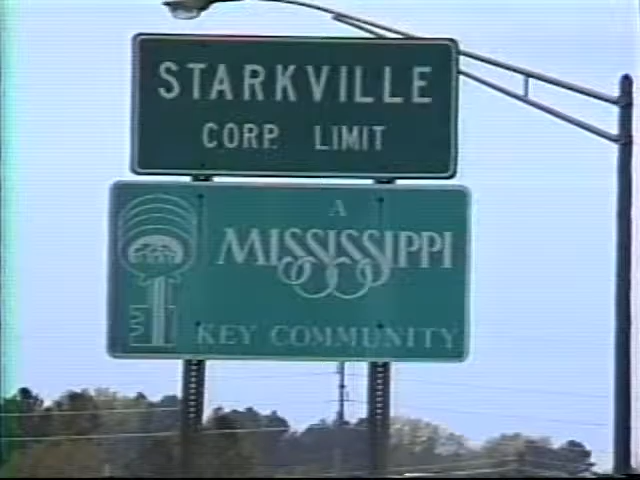 STARKVILLE
CORP. LIMIT
A
MISSISSIPPI
KEY COMMUNITY